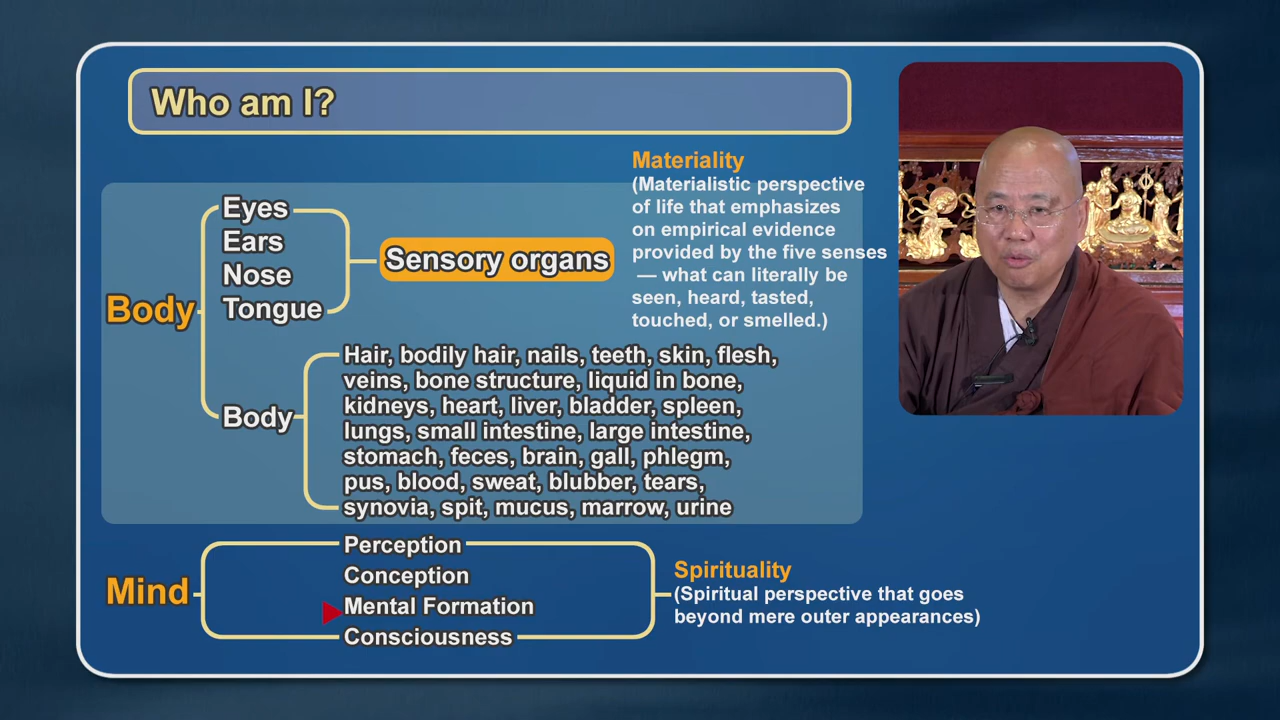 Who am I?
Materiality
(Materialistic perspective
of life that emphasizes
on empirical evidence
provided by the five senses
— what can literally be
seen, heard, tasted,
touched, or smelled.)
Eyes
Ears
Nose
Tongue
Sensory organs
Body
Body
Hair, bodily hair, nails, teeth, skin, flesh,
veins, bone structure, liquid in bone,
kidneys, heart, liver, bladder, spleen,
lungs, small intestine, large intestine,
stomach, feces, brain, gall, phlegm,
pus, blood, sweat, blubber, tears,
synovia, spit, mucus, marrow, urine
Mind
Perception
Conception
Mental Formation
Consciousness
Spirituality
(Spiritual perspective that goes
beyond mere outer appearances)